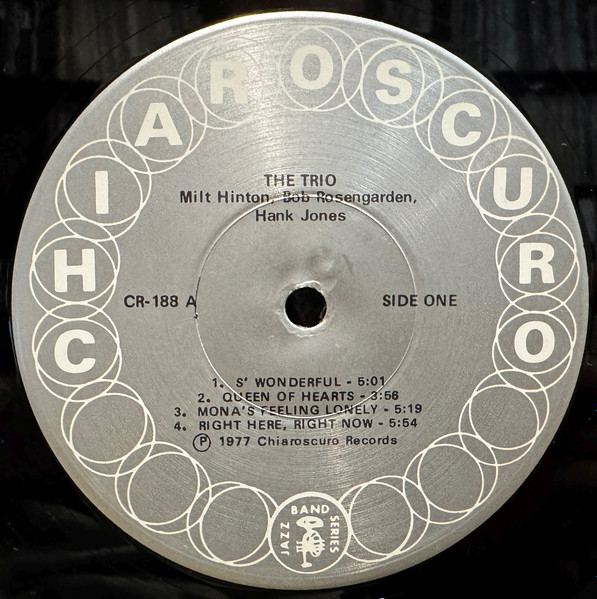 CHIAROSCURO
THE TRIO
Milt Hinton, Bob Rosengarden,
Hank Jones
CR-188 A
SIDE ONE
1. S' WONDERFUL - 5:01
2. QUEEN OF HEARTS - 3:56
3. MONA'S FEELING LONELY - 5:19
4. RIGHT HERE, RIGHT NOW - 5:54
Ⓟ 1977 Chiaroscuro Records
JAZZ BAND SERIES